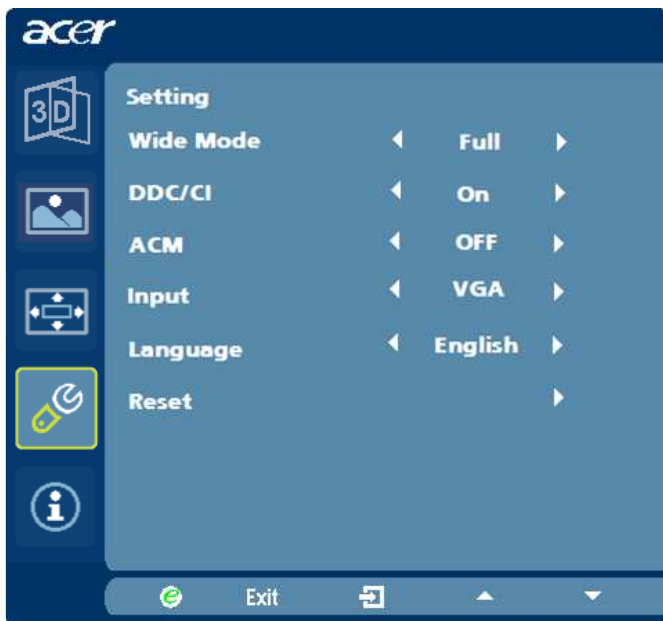 acer
3D
Setting
Wide Mode Full
DDC/CI On
ACM OFF
Input VGA
Language English
Reset
e Exit